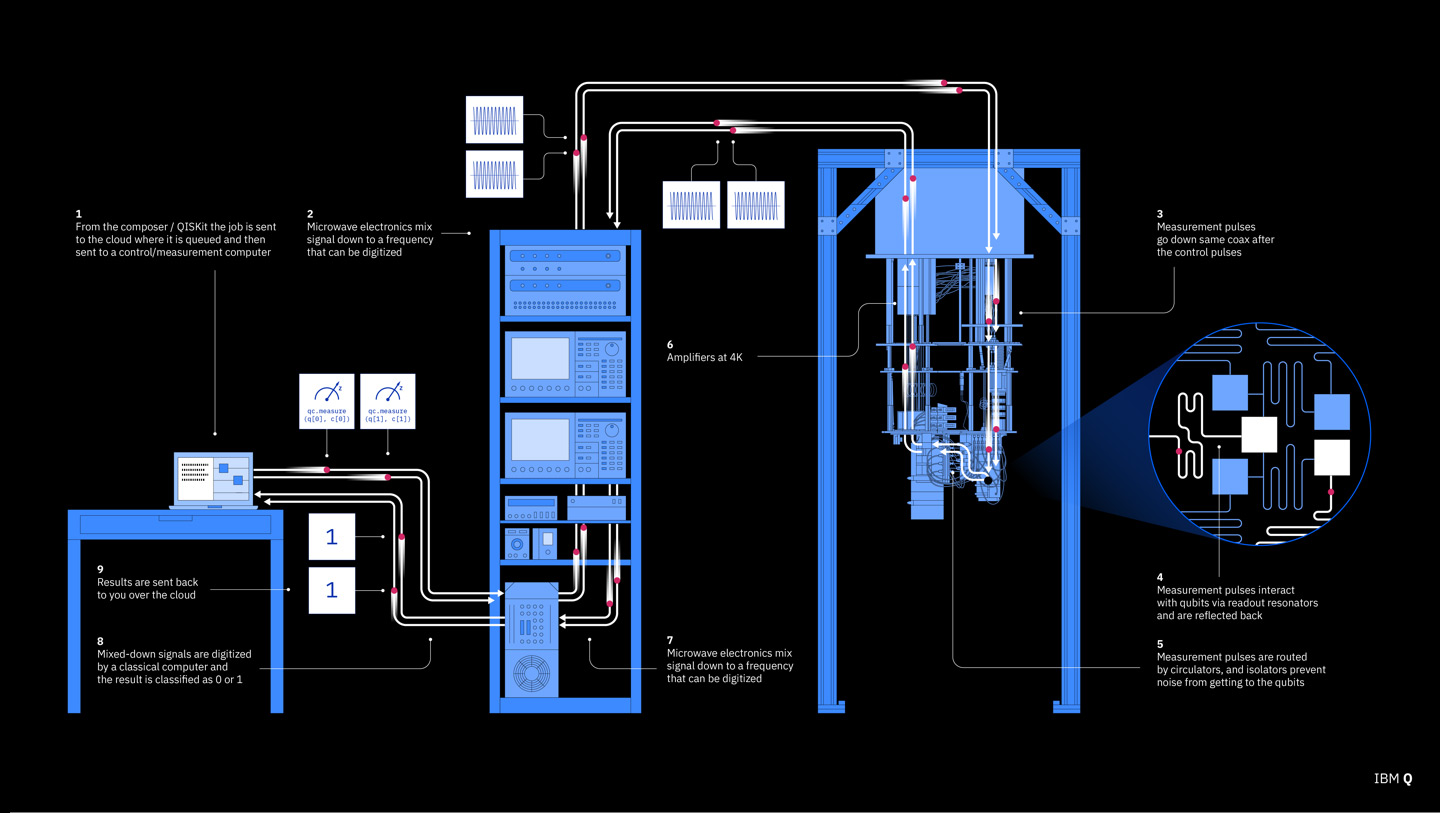 1
From the composer / QISKit the job is sent
to the cloud where it is queued and then
sent to a control/measurement computer
2
Microwave electronics mix
signal down to a frequency
that can be digitized
3
Measurement pulses
go down same coax after
the control pulses
6
Amplifiers at 4K
z
qc.measure
(q[0], c[0])
z
qc.measure
(q[1], c[1])
1
1
9
Results are sent back
to you over the cloud
8
Mixed-down signals are digitized
by a classical computer and
the result is classified as 0 or 1
7
Microwave electronics mix
signal down to a frequency
that can be digitized
4
Measurement pulses interact
with qubits via readout resonators
and are reflected back
5
Measurement pulses are routed
by circulators, and isolators prevent
noise from getting to the qubits
IBM Q